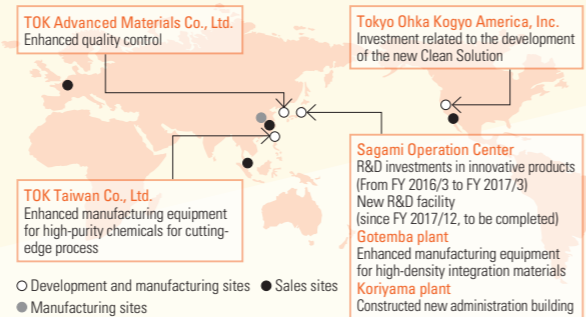 TOK Advanced Materials Co., Ltd.
Enhanced quality control
Tokyo Ohka Kogyo America, Inc.
Investment related to the development
of the new Clean Solution
TOK Taiwan Co., Ltd.
Enhanced manufacturing equipment
for high-purity chemicals for cutting-
edge process
Sagami Operation Center
R&D investments in innovative products
(From FY 2016/3 to FY 2017/3)
New R&D facility
(since FY 2017/12, to be completed)
Gotemba plant
Enhanced manufacturing equipment
for high-density integration materials
Koriyama plant
Constructed new administration building
Development and manufacturing sites
Sales sites
Manufacturing sites